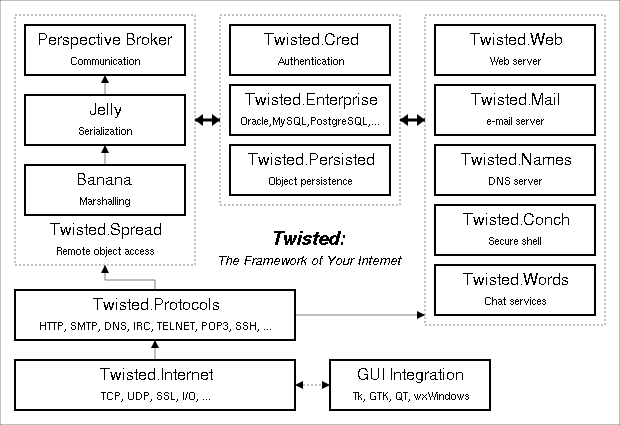 Perspective Broker
Communication
Jelly
Serialization
Banana
Marshalling
Twisted.Spread
Remote object access
Twisted.Cred
Authentication
Twisted.Enterprise
Oracle,MySQL,PostgreSQL,...
Twisted.Persisted
Object persistence
Twisted.Web
Web server
Twisted.Mail
e-mail server
Twisted.Names
DNS server
Twisted.Conch
Secure shell
Twisted.Words
Chat services
Twisted:
The Framework of Your Internet
Twisted.Protocols
HTTP, SMTP, DNS, IRC, TELNET, POP3, SSH, ...
Twisted.Internet
TCP, UDP, SSL, I/O, ...
GUI Integration
Tk, GTK, QT, wxWindows